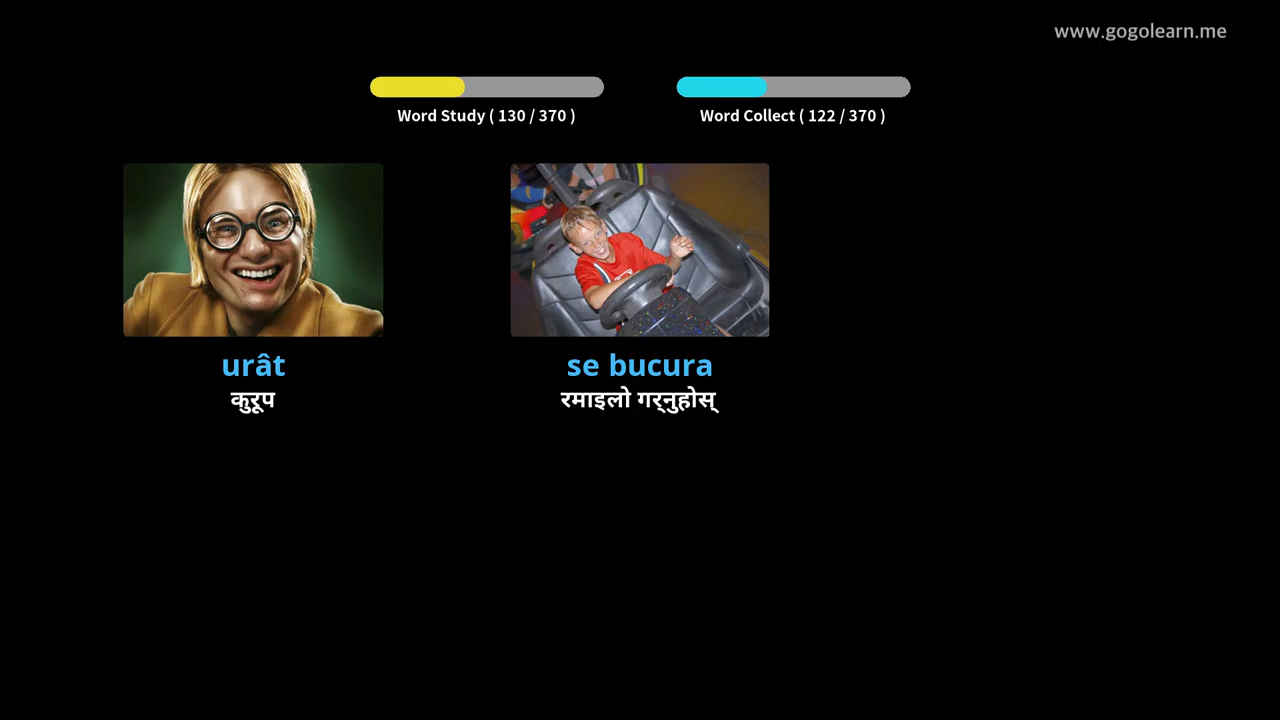 www.gogolearn.me
Word Study ( 130 / 370 )
Word Collect ( 122 / 370 )
urât
कुरूप
se bucura
रमाइलो गर्नुहोस्